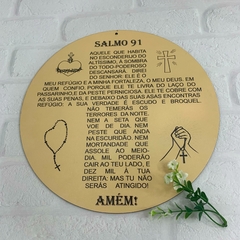 SALMO 91
AQUELE QUE HABITA
NO ESCONDERIJO DO
ALTÍSSIMO, À SOMBRA
DO TODO-PODEROSO
DESCANSARÁ. DIREI
DO SENHOR: ELE É O
MEU REFÚGIO E A MINHA FORTALEZA, O MEU DEUS, EM
QUEM CONFIO. PORQUE ELE TE LIVRA DO LAÇO DO
PASSARINHEIRO E DA PESTE PERNICIOSA. ELE TE COBRE COM
AS SUAS PENAS, E DEBAIXO DAS SUAS ASAS ENCONTRAS
REFÚGIO: A SUA VERDADE É ESCUDO E BROQUEL.
NÃO TEMERÁS OS
TERRORES DA NOITE,
NEM A SETA QUE
VOE DE DIA, NEM
PESTE QUE ANDA
NA ESCURIDÃO, NEM
MORTANDADE QUE
ASSOLE AO MEIO-
DIA. MIL PODERÃO
CAIR AO TEU LADO, E
DEZ MIL À TUA
DIREITA: MAS TU NÃO
SERÁS ATINGIDO!
AMÉM!